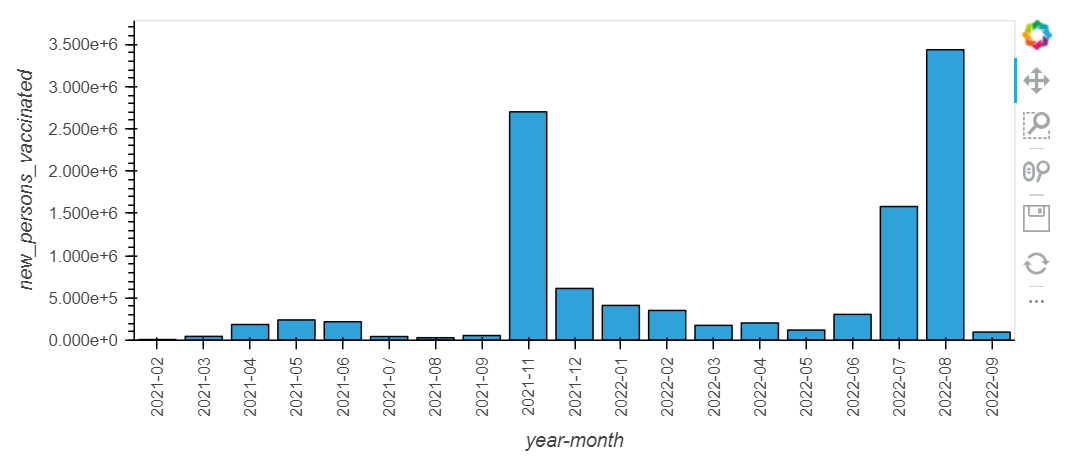 new_persons_vaccinated
3.500e+6
3.000e+6
2.500e+6
2.000e+6
1.500e+6
1.000e+6
5.000e+5
0.000e+0
2021-02
2021-03
2021-04
2021-05
2021-06
2021-07
2021-08
2021-09
2021-11
2021-12
2022-01
2022-02
2022-03
2022-04
2022-05
2022-06
2022-07
2022-08
2022-09
year-month